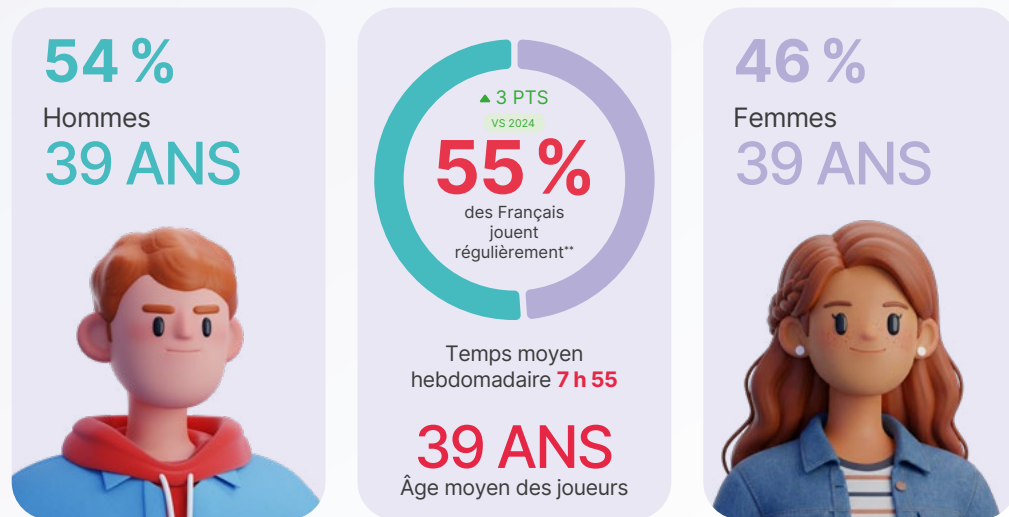 54 %
Hommes
39 ANS
▲ 3 PTS
VS 2024
55 %
des Français
jouent
régulièrement**
Temps moyen
hebdomadaire 7 h 55
39 ANS
Âge moyen des joueurs
46 %
Femmes
39 ANS